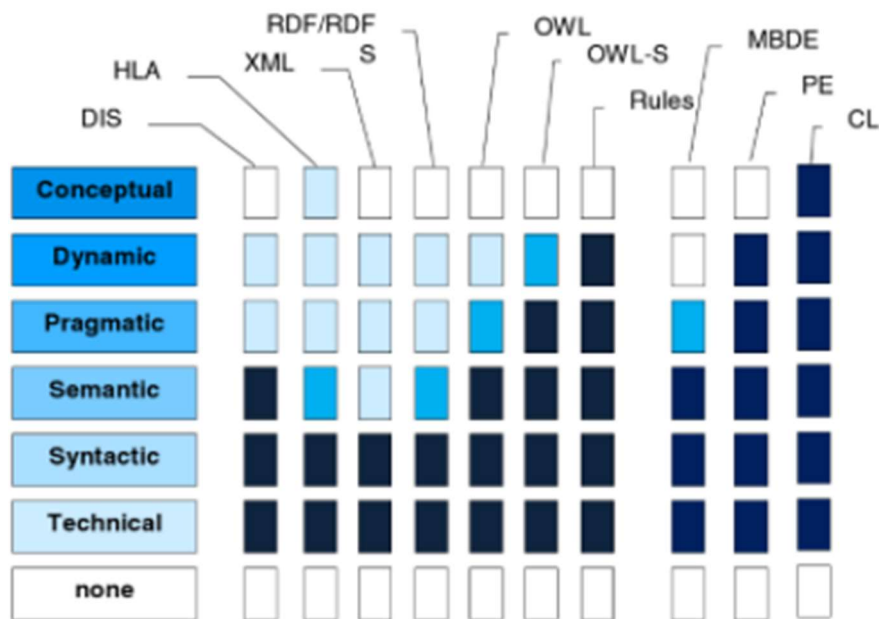 RDF/RDF
S
OWL
MBDE
XML
OWL-S
HLA
PE
Rules
DIS
CL
Conceptual
Dynamic
Pragmatic
Semantic
Syntactic
Technical
none